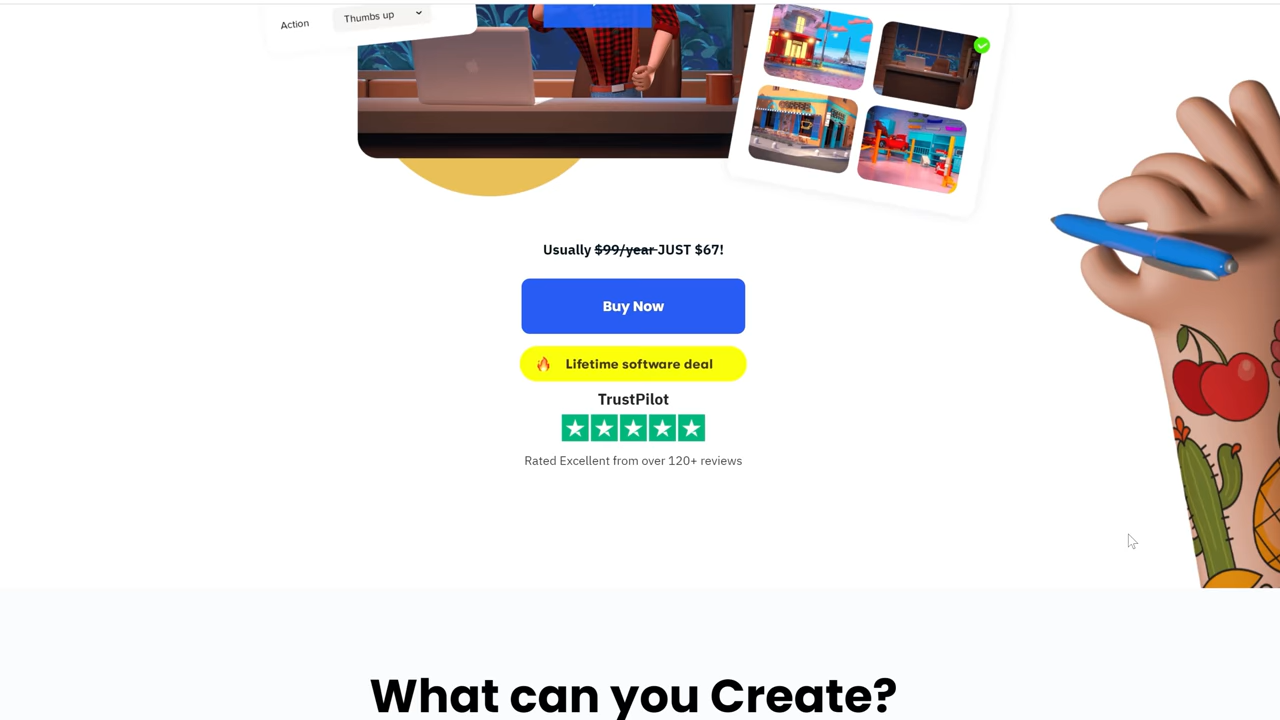 Action
Thumbs up
Usually $99/year JUST $67!
Buy Now
Lifetime software deal
TrustPilot
Rated Excellent from over 120+ reviews
What can you Create?